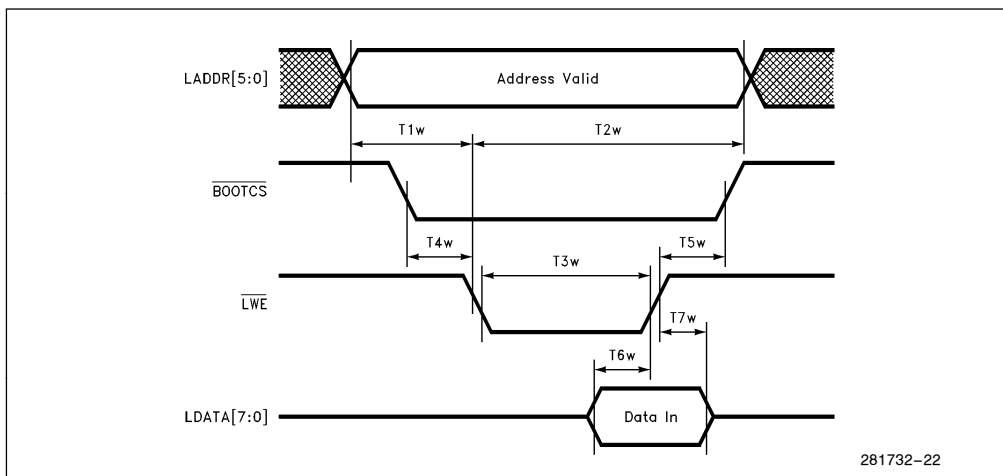 LADDR[5:0]
Address Valid
T1w
T2w
BOOTCS
T4w
T5w
T3w
LWE
T7w
T6w
LDATA[7:0]
Data In
281732-22